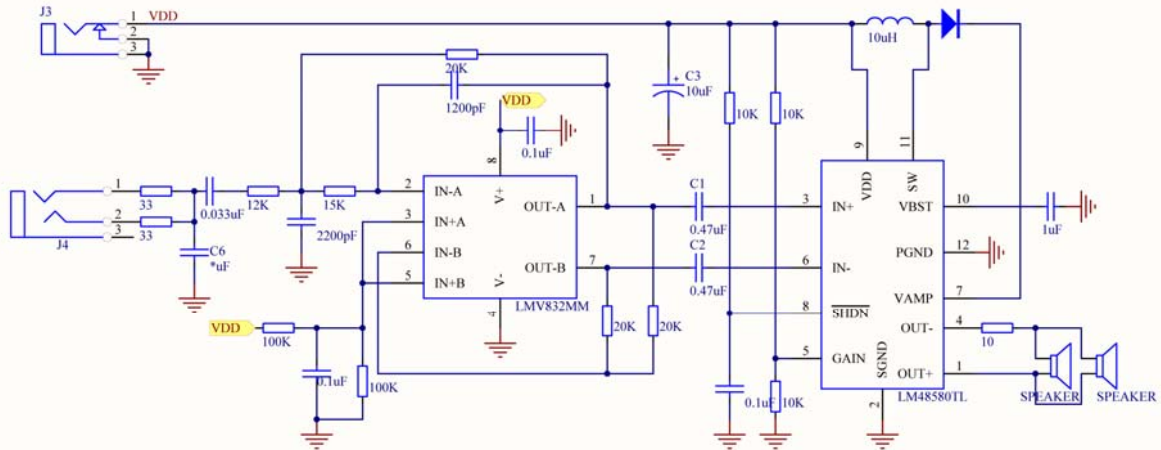 J3
1
VDD
2
3
20K
1200pF
VDD
0.1uF
8
C3
+
10uF
10K
10K
10uH
9
11
VDD
SW
1
33
0.033uF
12K
15K
2
IN-A
V+
OUT-A
1
C1
0.47uF
3
IN+
VBST
10
1uF
2
33
3
J4
C6
*uF
2200pF
3
IN+A
6
IN-B
OUT-B
7
C2
0.47uF
6
IN-
PGND
12
5
IN+B
V-
LMV832MM
4
VAMP
7
8
SHDN
OUT-
4
10
VDD
100K
20K
20K
0.1uF
100K
5
GAIN
SGND
OUT+
1
0.1uF
10K
2
LM48580TL
SPEAKER
SPEAKER